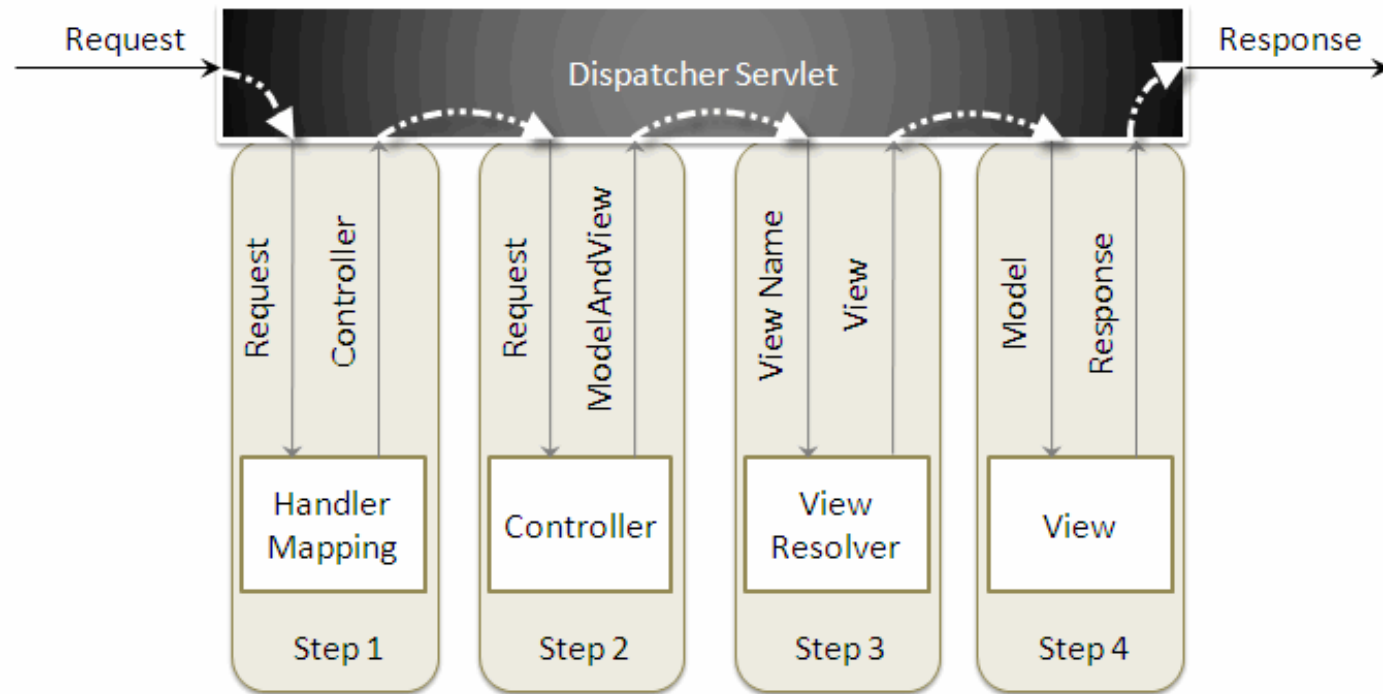 Request
Dispatcher Servlet
Response
Request
Controller
Request
ModelAndView
View Name
View
Model
Response
Handler
Mapping
Controller
View
Resolver
View
Step 1
Step 2
Step 3
Step 4